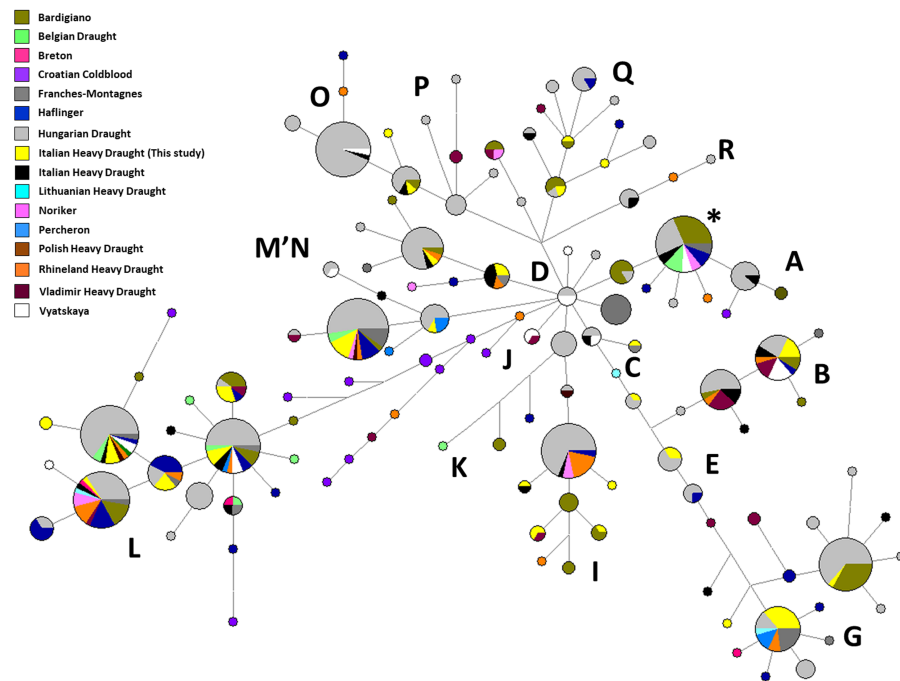 Bardigiano
Belgian Draught
Breton
Croatian Coldblood
Franches-Montagnes
Haflinger
Hungarian Draught
Italian Heavy Draught (This study)
Italian Heavy Draught
Lithuanian Heavy Draught
Noriker
Percheron
Polish Heavy Draught
Rhineland Heavy Draught
Vladimir Heavy Draught
Vyatskaya
O
P
Q
R
*
M'N
D
A
J
C
B
K
E
L
I
G